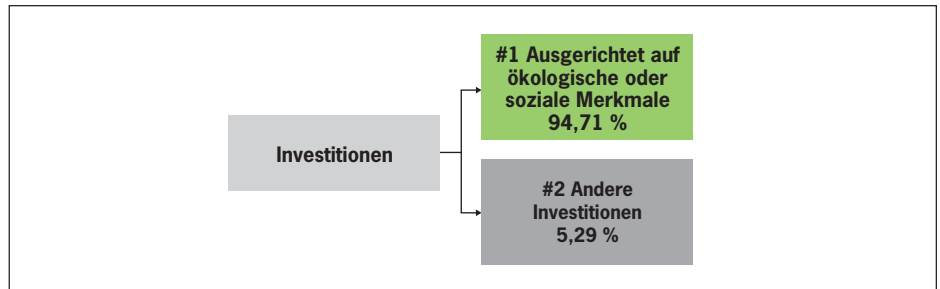 Investitionen
#1 Ausgerichtet auf
ökologische oder
soziale Merkmale
94,71 %
#2 Andere
Investitionen
5,29 %